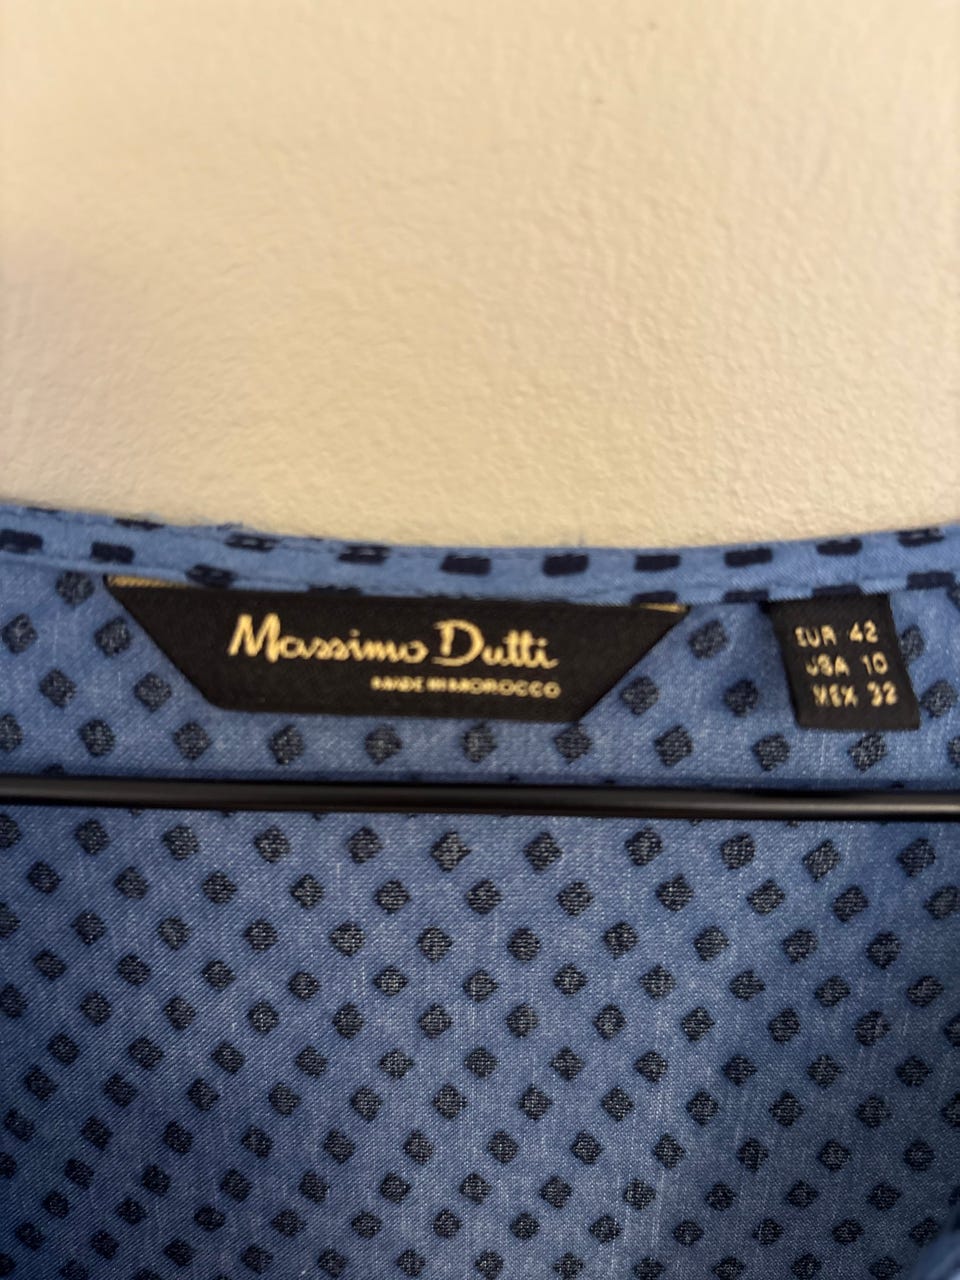 Massimo Dutti
MADE IN MOROCCO
EUR 42
USA 10
MEX 32